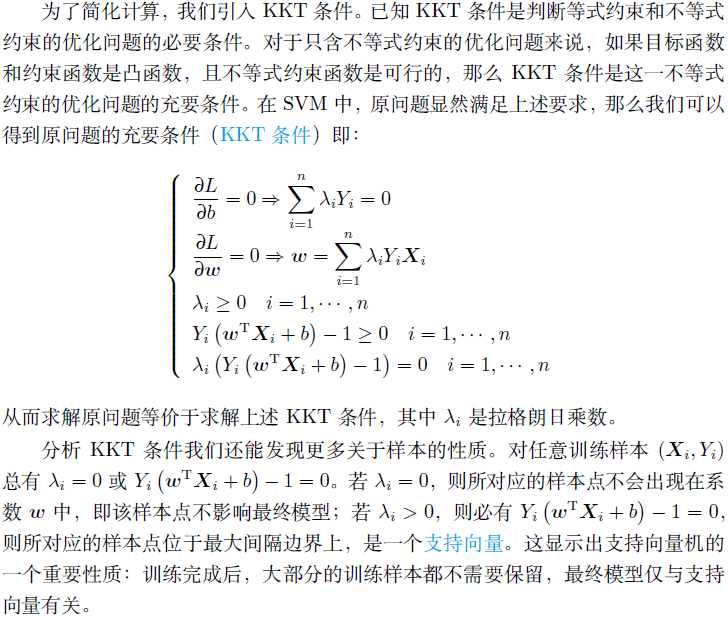 为了简化计算，我们引入 KKT 条件。已知 KKT 条件是判断等式约束和不等式
约束的优化问题的必要条件。对于只含不等式约束的优化问题来说，如果目标函数
和约束函数是凸函数，且不等式约束函数是可行的，那么 KKT 条件是这一不等式
约束的优化问题的充要条件。在 SVM 中，原问题显然满足上述要求，那么我们可以
得到原问题的充要条件（KKT 条件）即：
∂L/∂b = 0 ⇒ ∑_{i=1}^{n} λ_i Y_i = 0
∂L/∂w = 0 ⇒ w = ∑_{i=1}^{n} λ_i Y_i X_i
λ_i ≥ 0 i = 1, ⋯ , n
Y_i (w^T X_i + b) − 1 ≥ 0 i = 1, ⋯ , n
λ_i (Y_i (w^T X_i + b) − 1) = 0 i = 1, ⋯ , n
从而求解原问题等价于求解上述 KKT 条件，其中 λ_i 是拉格朗日乘数。
分析 KKT 条件我们还能发现更多关于样本的性质。对任意训练样本 (X_i, Y_i)
总有 λ_i = 0 或 Y_i (w^T X_i + b) − 1 = 0。若 λ_i = 0，则所对应的样本点不会出现在系
数 w 中，即该样本点不影响最终模型；若 λ_i > 0，则必有 Y_i (w^T X_i + b) − 1 = 0，
则所对应的样本点位于最大间隔边界上，是一个支持向量。这显示出支持向量机的
一个重要性质：训练完成后，大部分的训练样本都不需要保留，最终模型仅与支持
向量有关。